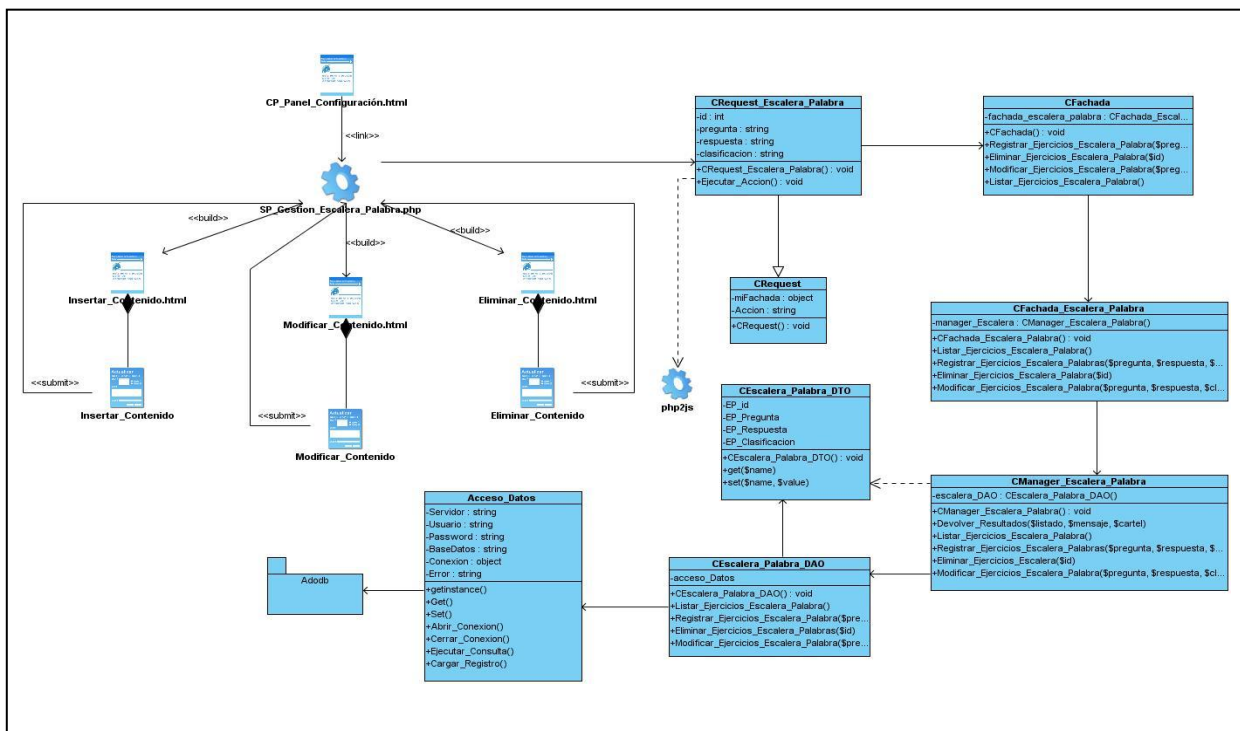 CP_Panel_Configuración.html
<<link>>
SP_Gestion_Escalera_Palabra.php
<<build>>
<<build>>
<<build>>
Insertar_Contenido.html
Modificar_Contenido.html
Eliminar_Contenido.html
<<submit>>
<<submit>>
<<submit>>
Insertar_Contenido
Modificar_Contenido
Eliminar_Contenido
CRequest_Escalera_Palabra
-id : int
-pregunta : string
-respuesta : string
-clasificacion : string
+CRequest_Escalera_Palabra() : void
+Ejecutar_Accion() : void
CFachada
-fachada_escalera_palabra : CFachada_Escal...
+CFachada() : void
+Registrar_Ejercicios_Escalera_Palabra($preg...
+Eliminar_Ejercicios_Escalera_Palabra($id)
+Modificar_Ejercicios_Escalera_Palabra($preg...
+Listar_Ejercicios_Escalera_Palabra()
CRequest
-miFachada : object
-Accion : string
+CRequest() : void
php2js
CFachada_Escalera_Palabra
-manager_Escalera : CManager_Escalera_Palabra()
+CFachada_Escalera_Palabra() : void
+Listar_Ejercicios_Escalera_Palabra()
+Registrar_Ejercicios_Escalera_Palabras($pregunta, $respuesta, $...
+Eliminar_Ejercicios_Escalera_Palabra($id)
+Modificar_Ejercicios_Escalera_Palabra($pregunta, $respuesta, $cl...
CEscalera_Palabra_DTO
-EP_id
-EP_Pregunta
-EP_Respuesta
-EP_Clasificacion
+CEscalera_Palabra_DTO() : void
+get($name)
+set($name, $value)
CManager_Escalera_Palabra
-escalera_DAO : CEscalera_Palabra_DAO()
+CManager_Escalera_Palabra() : void
+Devolver_Resultados($listado, $mensaje, $cartel)
+Listar_Ejercicios_Escalera_Palabra()
+Registrar_Ejercicios_Escalera_Palabras($pregunta, $respuesta, $...
+Eliminar_Ejercicios_Escalera($id)
+Modificar_Ejercicios_Escalera_Palabra($pregunta, $respuesta, $cl...
Acceso_Datos
-Servidor : string
-Usuario : string
-Password : string
-BaseDatos : string
-Conexion : object
-Error : string
+getinstance()
+Get()
+Set()
+Abrir_Conexion()
+Cerrar_Conexion()
+Ejecutar_Consulta()
+Cargar_Registro()
Adodb
CEscalera_Palabra_DAO
-acceso_Datos
+CEscalera_Palabra_DAO() : void
+Listar_Ejercicios_Escalera_Palabra()
+Registrar_Ejercicios_Escalera_Palabra($pre...
+Eliminar_Ejercicios_Escalera_Palabras($id)
+Modificar_Ejercicios_Escalera_Palabra($pre...